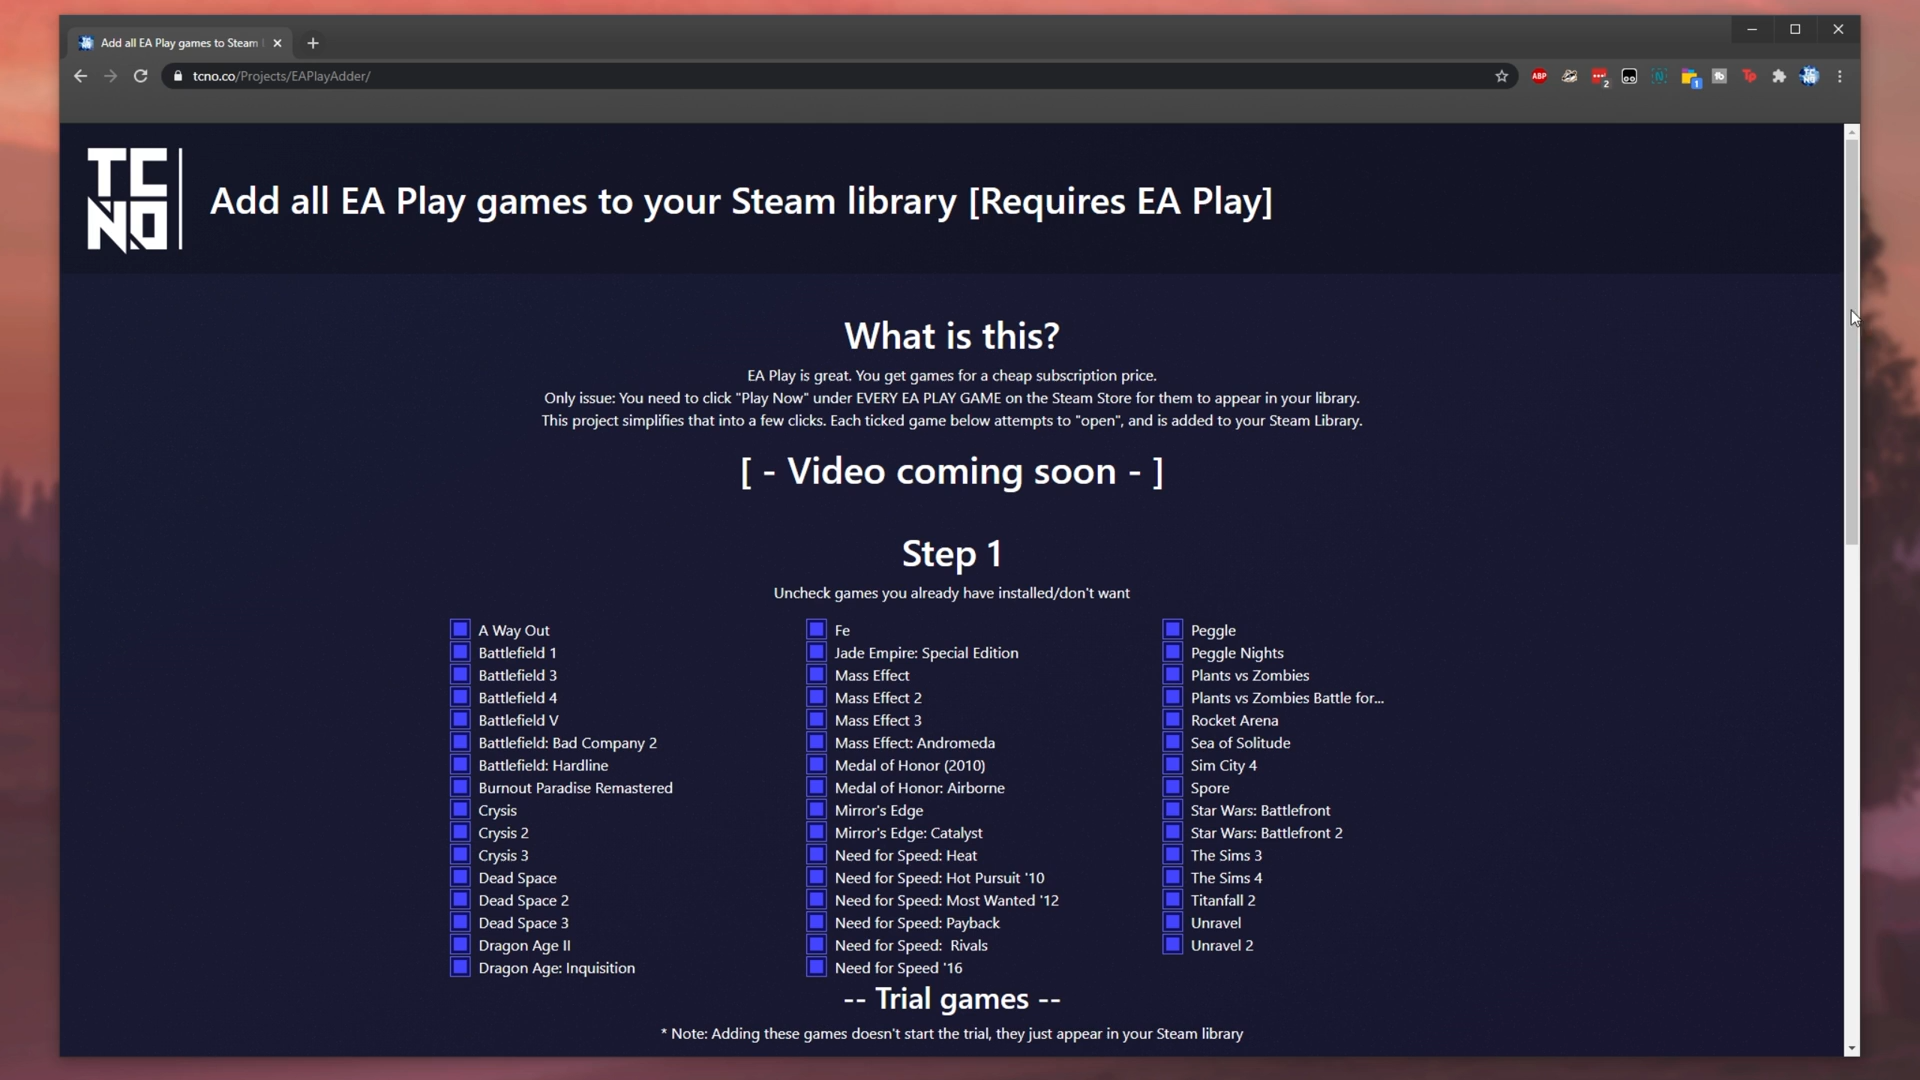 Add all EA Play games to Steam
tcno.co/Projects/EAPlayAdder/
ABP
2
1
Tp
TC
NO
Add all EA Play games to your Steam library [Requires EA Play]
What is this?
EA Play is great. You get games for a cheap subscription price.
Only issue: You need to click "Play Now" under EVERY EA PLAY GAME on the Steam Store for them to appear in your library.
This project simplifies that into a few clicks. Each ticked game below attempts to "open", and is added to your Steam Library.
[ - Video coming soon - ]
Step 1
Uncheck games you already have installed/don't want
A Way Out
Battlefield 1
Battlefield 3
Battlefield 4
Battlefield V
Battlefield: Bad Company 2
Battlefield: Hardline
Burnout Paradise Remastered
Crysis
Crysis 2
Crysis 3
Dead Space
Dead Space 2
Dead Space 3
Dragon Age II
Dragon Age: Inquisition
Fe
Jade Empire: Special Edition
Mass Effect
Mass Effect 2
Mass Effect 3
Mass Effect: Andromeda
Medal of Honor (2010)
Medal of Honor: Airborne
Mirror's Edge
Mirror's Edge: Catalyst
Need for Speed: Heat
Need for Speed: Hot Pursuit '10
Need for Speed: Most Wanted '12
Need for Speed: Payback
Need for Speed:  Rivals
Need for Speed '16
Peggle
Peggle Nights
Plants vs Zombies
Plants vs Zombies Battle for...
Rocket Arena
Sea of Solitude
Sim City 4
Spore
Star Wars: Battlefront
Star Wars: Battlefront 2
The Sims 3
The Sims 4
Titanfall 2
Unravel
Unravel 2
-- Trial games --
* Note: Adding these games doesn't start the trial, they just appear in your Steam library